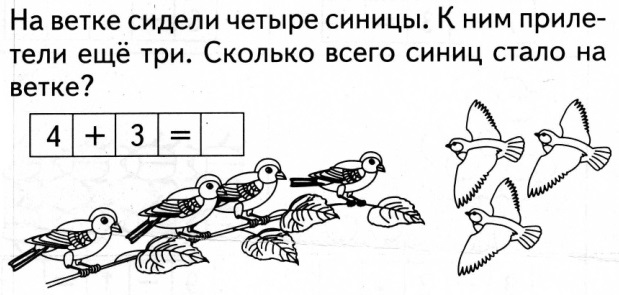 На ветке сидели четыре синицы. К ним приле-
тели ещё три. Сколько всего синиц стало на
ветке?
4 + 3 =